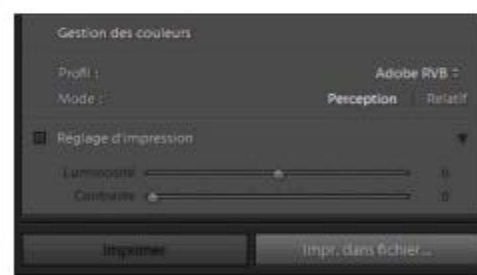 Gestion des couleurs
Profil : Adobe RVB
Mode : Perception Relatif
Réglage d'impression
Luminosité 0
Contraste 0
Imprimer Impr. dans fichier...